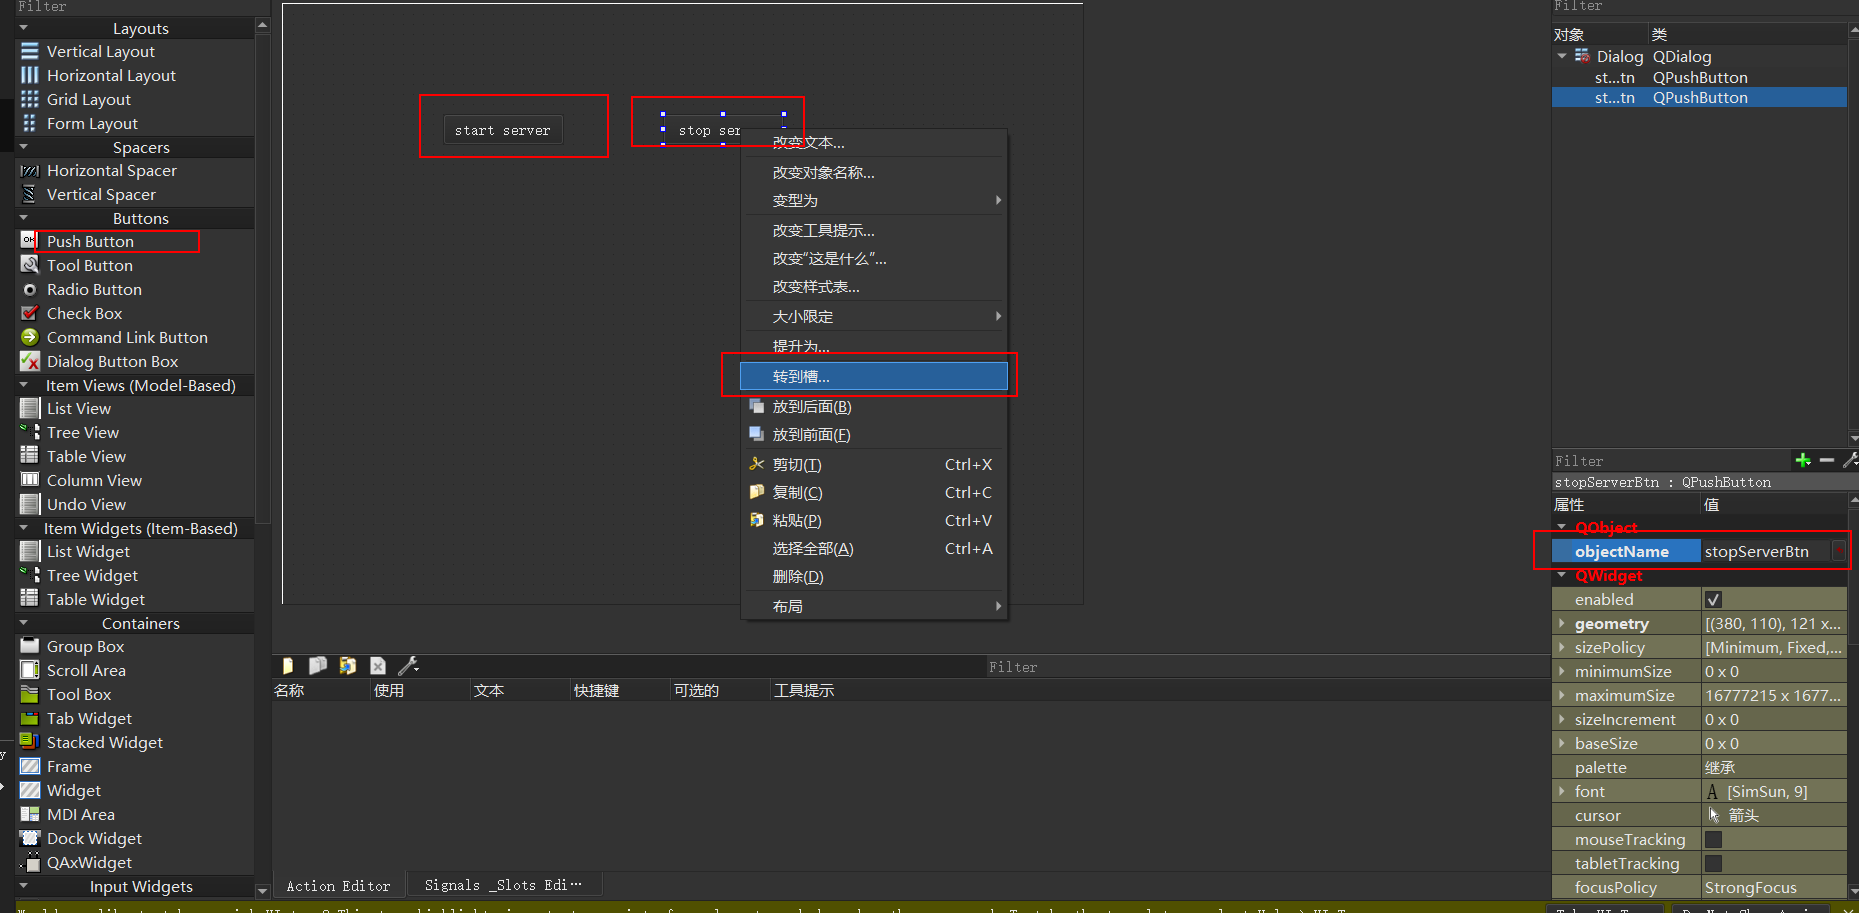 Filter
Layouts
Vertical Layout
Horizontal Layout
Grid Layout
Form Layout
Spacers
Horizontal Spacer
Vertical Spacer
Buttons
Push Button
Tool Button
Radio Button
Check Box
Command Link Button
Dialog Button Box
Item Views (Model-Based)
List View
Tree View
Table View
Column View
Undo View
Item Widgets (Item-Based)
List Widget
Tree Widget
Table Widget
Containers
Group Box
Scroll Area
Tool Box
Tab Widget
Stacked Widget
Frame
Widget
MDI Area
Dock Widget
QAxWidget
Input Widgets
start server
stop ser
改变文本...
改变对象名称...
变型为
改变工具提示...
改变“这是什么”...
改变样式表...
大小限定
提升为...
转到槽...
放到后面(B)
放到前面(F)
剪切(T) Ctrl+X
复制(C) Ctrl+C
粘贴(P) Ctrl+V
选择全部(A) Ctrl+A
删除(D)
布局
Filter
名称 使用 文本 快捷键 可选的 工具提示
Action Editor Signals _Slots Edi···
Filter
对象 类
Dialog QDialog
st...tn QPushButton
st...tn QPushButton
Filter
stopServerBtn : QPushButton
属性 值
QObject
objectName stopServerBtn
QWidget
enabled
geometry [(380, 110), 121 x...
sizePolicy [Minimum, Fixed,...
minimumSize 0 x 0
maximumSize 16777215 x 1677...
sizeIncrement 0 x 0
baseSize 0 x 0
palette 继承
font A [SimSun, 9]
cursor 箭头
mouseTracking
tabletTracking
focusPolicy StrongFocus